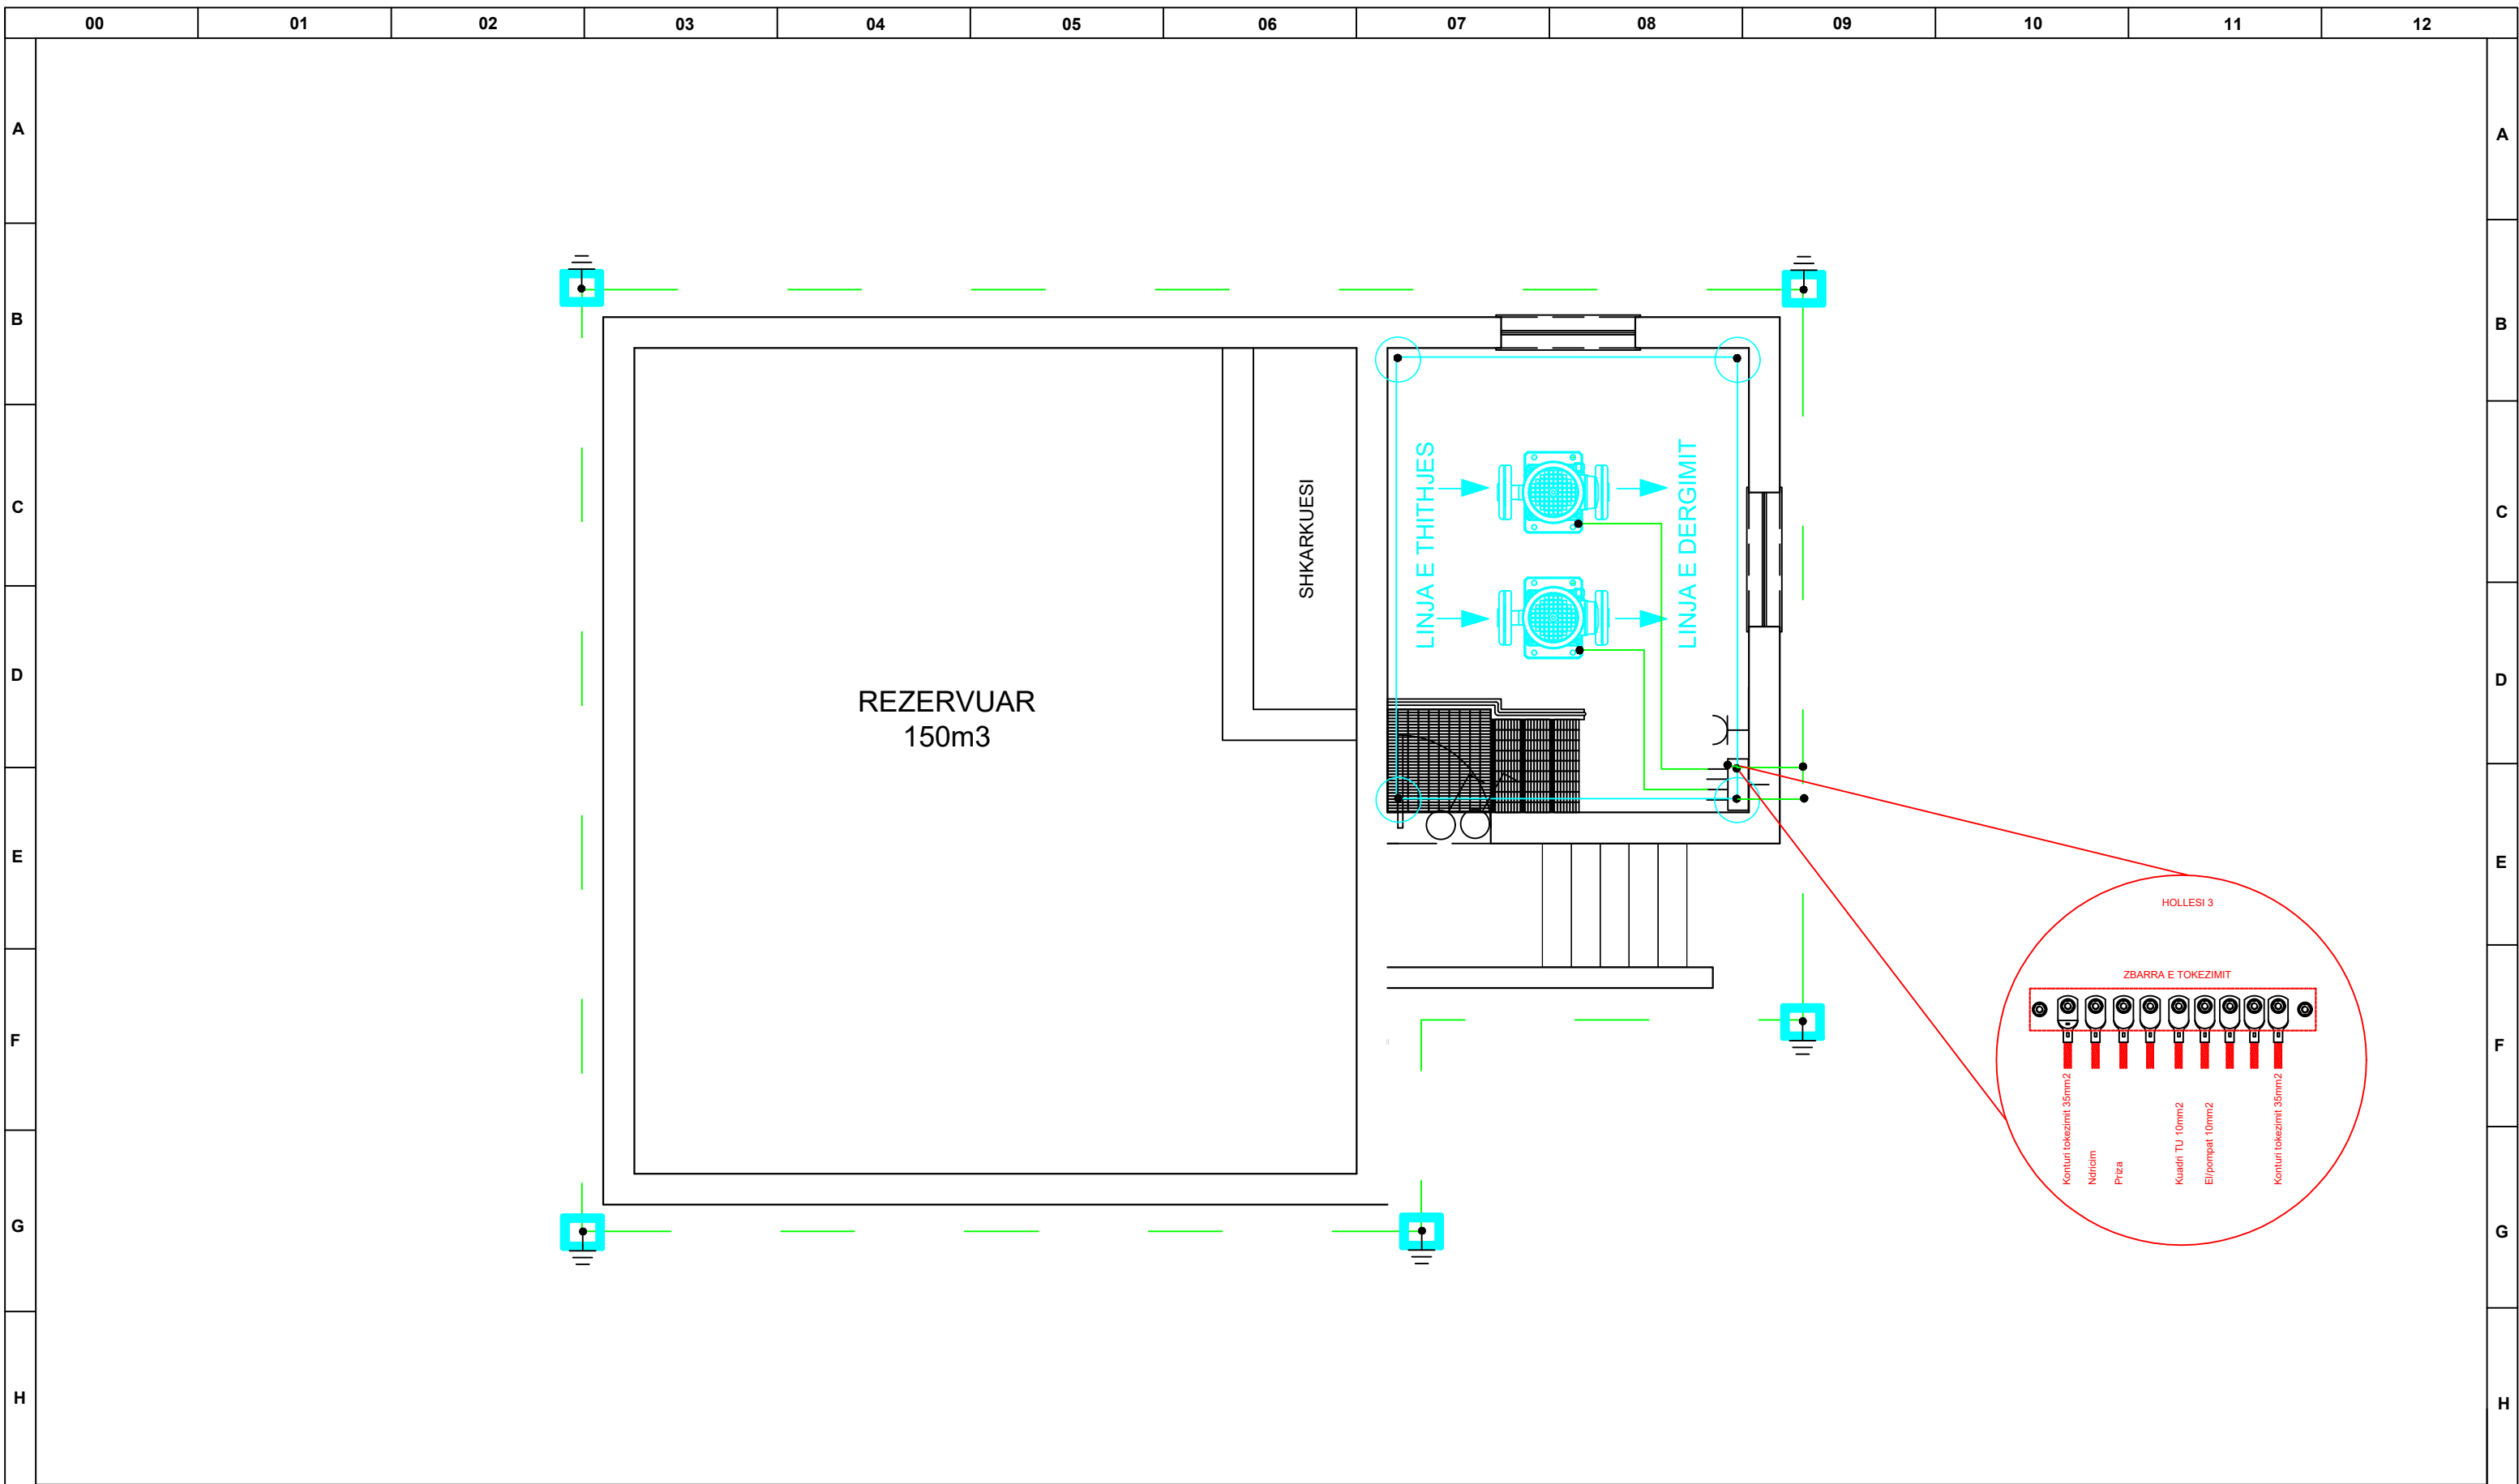 00 01 02 03 04 05 06 07 08 09 10 11 12
A A
B B
C C
D D
E E
F F
G G
H H
REZERVUAR
150m3
SHKARKUESI
LINJA E THITHJES
LINJA E DERGIMIT
HOLLESI 3
ZBARRA E TOKEZIMIT
Konturi tokezimit 35mm2
Ndricim
Priza
Kuadri TU 10mm2
El/pompat 10mm2
Konturi tokezimit 35mm2